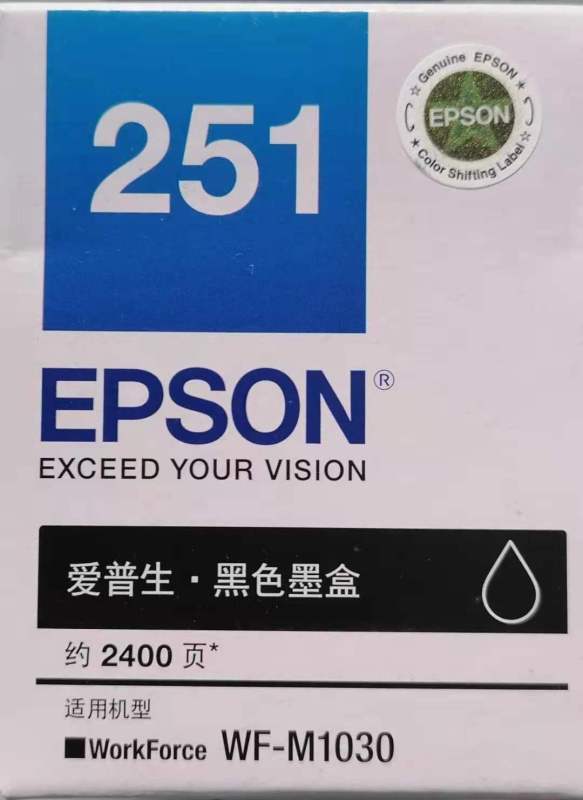 251
Genuine EPSON
EPSON
Color Shifting Label
EPSON®
EXCEED YOUR VISION
爱普生·黑色墨盒
约 2400 页*
适用机型
■WorkForce WF-M1030